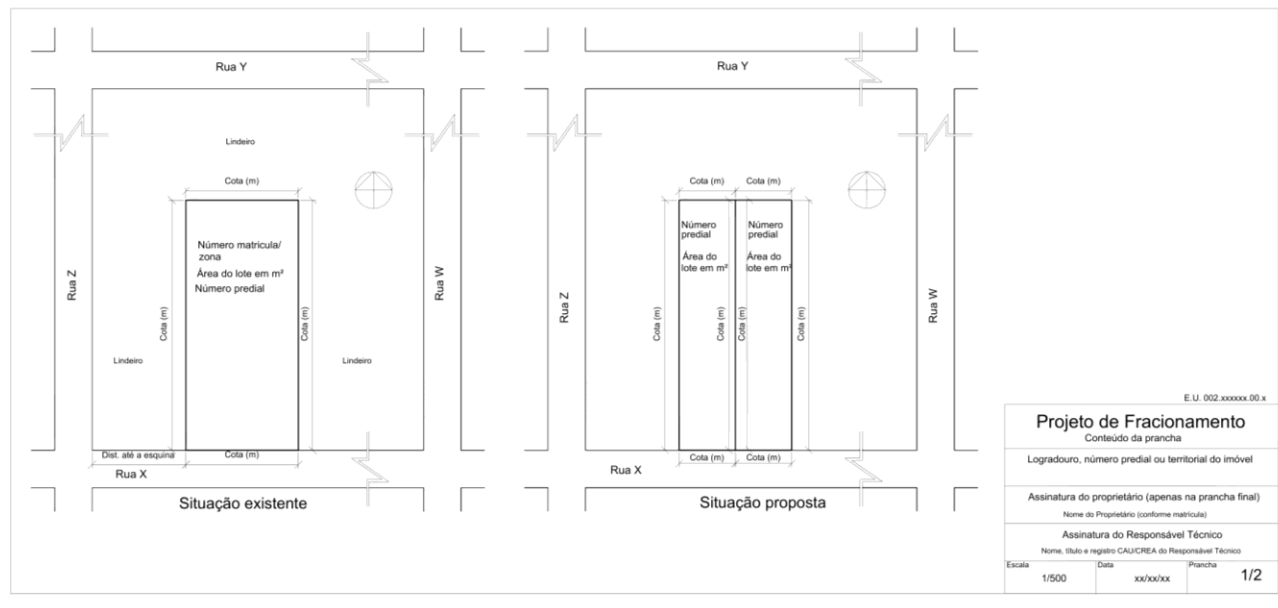 Rua Y
Lindeiro
Cota (m)
Número matricula/
zona
Área do lote em m²
Número predial
Rua Z
Rua W
Cota (m)
Cota (m)
Lindeiro
Lindeiro
Dist. até a esquina
Cota (m)
Rua X
Situação existente
Rua Y
Cota (m)
Cota (m)
Número
predial
Número
predial
Área do
lote em m²
Área do
lote em m²
Rua Z
Rua W
Cota (m)
Cota (m)
Cota (m)
Cota (m)
Cota (m)
Cota (m)
Rua X
Situação proposta
E.U. 002.xxxxxx.00.x
Projeto de Fracionamento
Conteúdo da prancha
Logradouro, número predial ou territorial do imóvel
Assinatura do proprietário (apenas na prancha final)
Nome do Proprietário (conforme matrícula)
Assinatura do Responsável Técnico
Nome, título e registro CAU/CREA do Responsável Técnico
Escala
1/500
Data
xx/xx/xx
Prancha
1/2